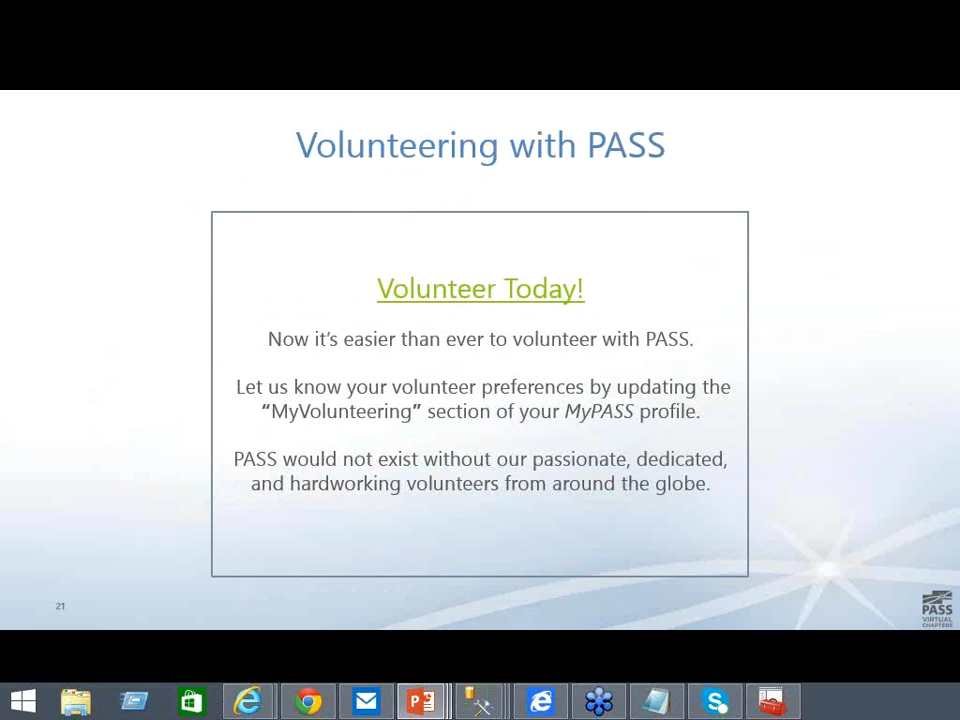 Volunteering with PASS
Volunteer Today!
Now it's easier than ever to volunteer with PASS.
Let us know your volunteer preferences by updating the
“MyVolunteering” section of your MyPASS profile.
PASS would not exist without our passionate, dedicated,
and hardworking volunteers from around the globe.
21
PASS
VIRTUAL
CHAPTERS